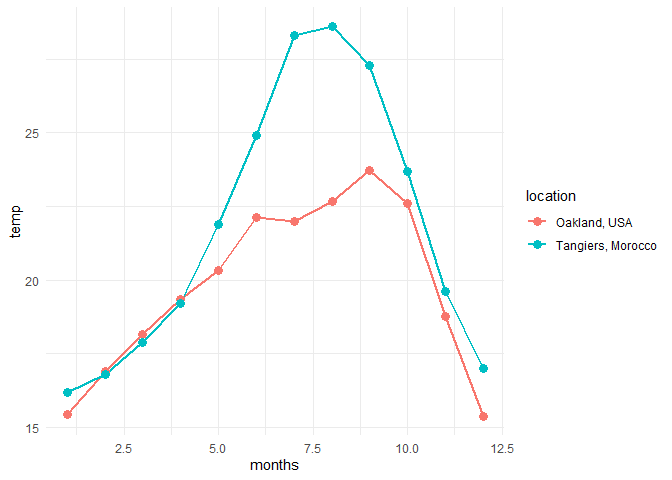 25
20
15
temp
2.5
5.0
7.5
10.0
12.5
months
location
Oakland, USA
Tangiers, Morocco